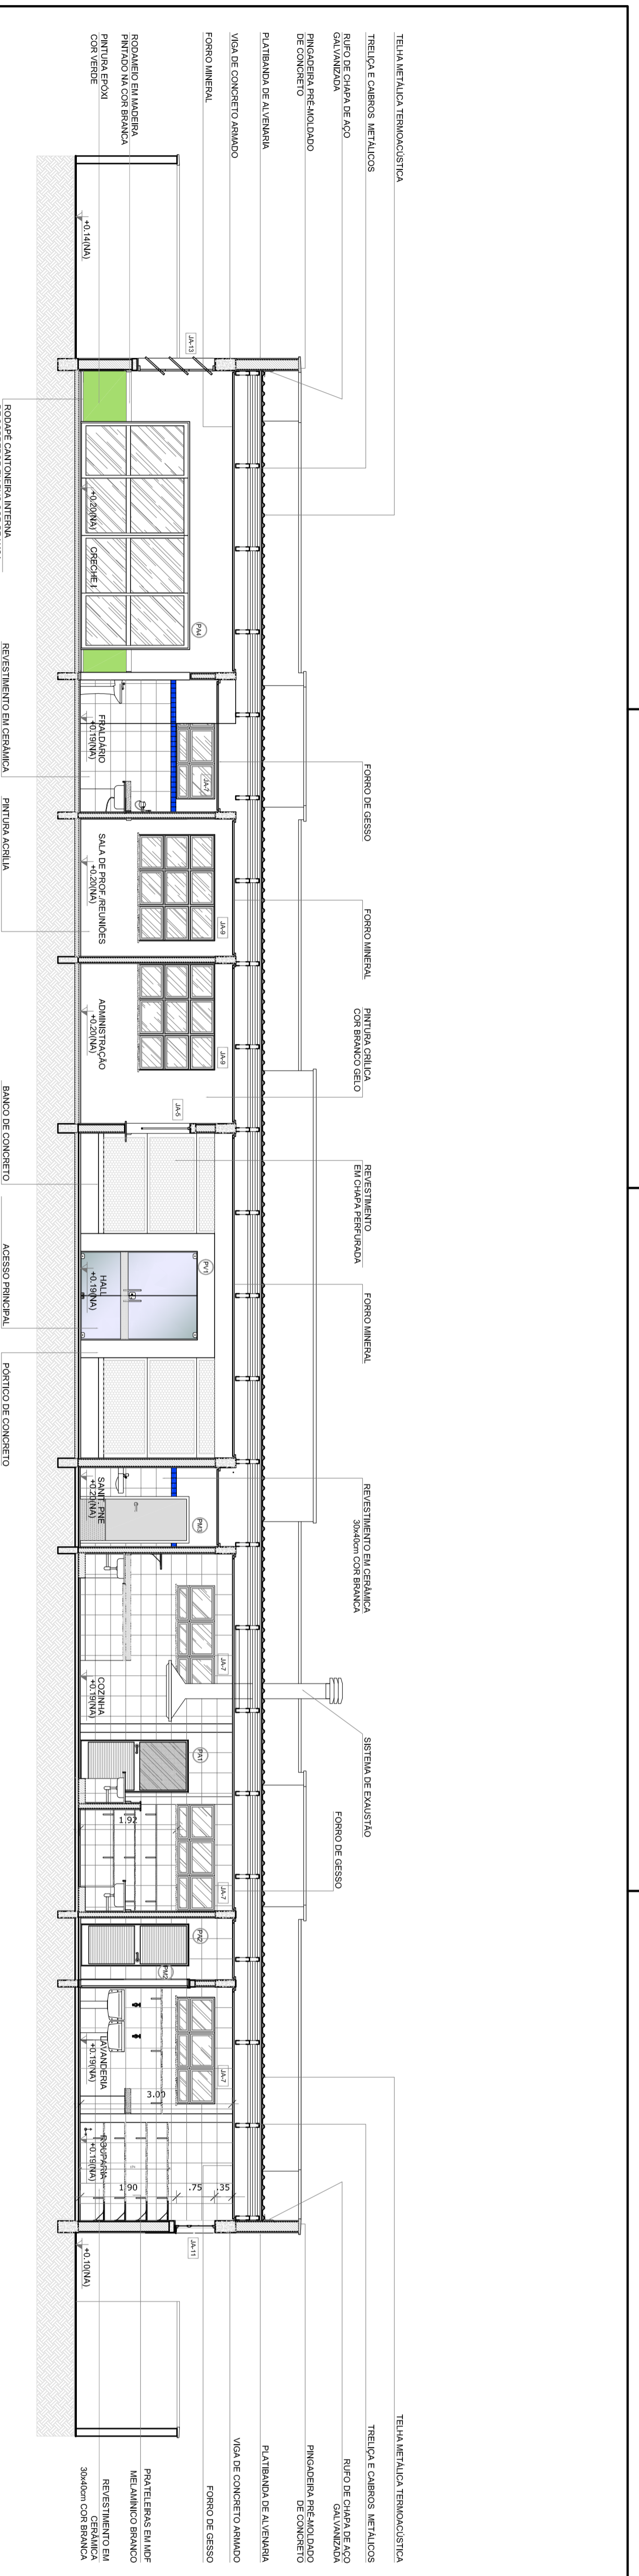 TELHA METÁLICA TERMOACÚSTICA
TRELIÇA E CAIBROS METÁLICOS
RUFO DE CHAPA DE AÇO
GALVANIZADA
PINGADEIRA PRÉ-MOLDADO
DE CONCRETO
PLATIBANDA DE ALVENARIA
VIGA DE CONCRETO ARMADO
FORRO MINERAL
RODAMEIO EM MADEIRA
PINTADO NA COR BRANCA
PINTURA EPÓXI
COR VERDE
FORRO DE GESSO
FORRO MINERAL
PINTURA CRÍLICA
COR BRANCO GELO
REVESTIMENTO
EM CHAPA PERFURADA
FORRO MINERAL
REVESTIMENTO EM CERÂMICA
30x40cm COR BRANCA
SISTEMA DE EXAUSTÃO
FORRO DE GESSO
TELHA METÁLICA TERMOACÚSTICA
TRELIÇA E CAIBROS METÁLICOS
RUFO DE CHAPA DE AÇO
GALVANIZADA
PINGADEIRA PRÉ-MOLDADO
DE CONCRETO
PLATIBANDA DE ALVENARIA
VIGA DE CONCRETO ARMADO
FORRO DE GESSO
PRATELEIRAS EM MDF
MELAMÍNICO BRANCO
REVESTIMENTO EM
CERÂMICA
30x40cm COR BRANCA
+0.14(NA)
JA-13
+0.20(NA)
CRECHE I
PA4
FRALDÁRIO
+0.19(NA)
JA-7
SALA DE PROF./REUNIÕES
+0.20(NA)
JA-9
ADMINISTRAÇÃO
+0.20(NA)
JA-9
JA-5
PV1
HALL
+0.19(NA)
SANIT. PNE
+0.20(NA)
PM3
JA-7
COZINHA
+0.19(NA)
PA1
1.92
JA-7
PA2
PM2
LAVANDERIA
+0.19(NA)
JA-7
3.00
ROUPARIA
+0.19(NA)
1.90
.75
.35
JA-11
+0.10(NA)
RODAPÉ CANTONEIRA INTERNA
REVESTIMENTO EM CERÂMICA
PINTURA ACRÍLIA
BANCO DE CONCRETO
ACESSO PRINCIPAL
PÓRTICO DE CONCRETO